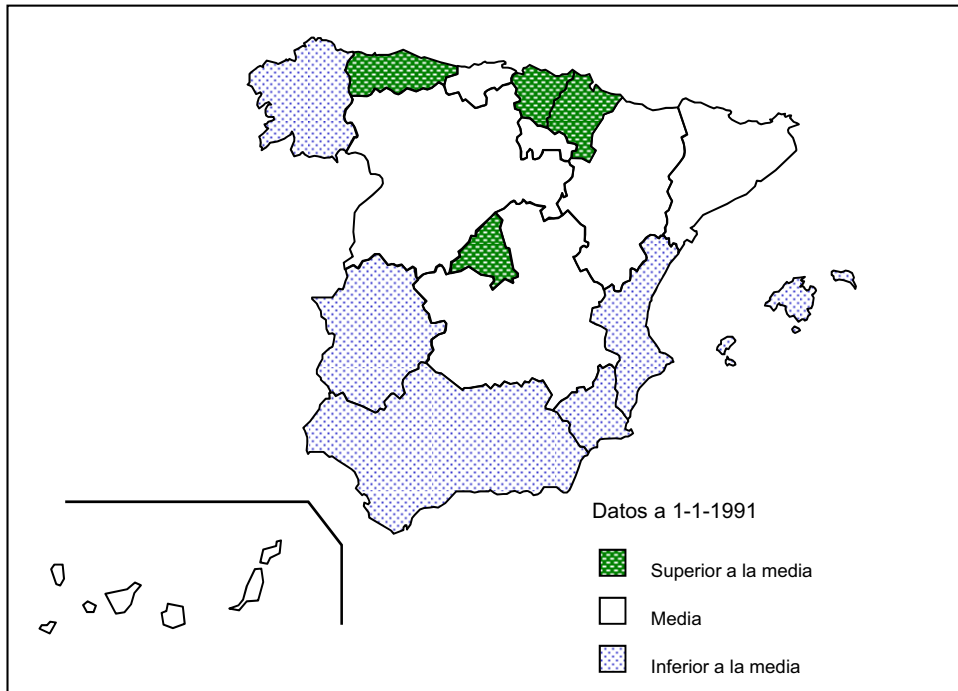 Datos a 1-1-1991
Superior a la media
Media
Inferior a la media